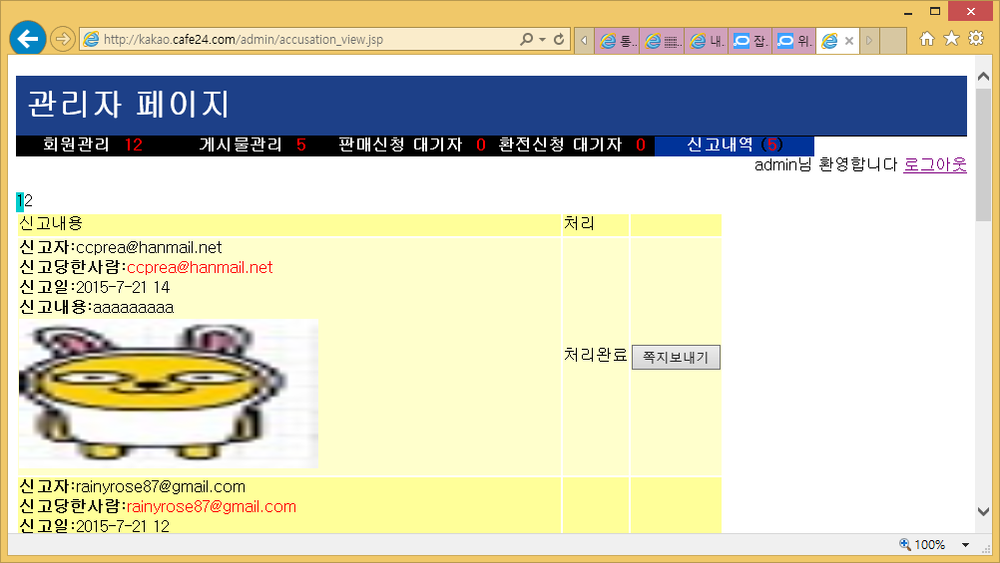 http://kakao.cafe24.com/admin/accusation_view.jsp
통..
내.
잡.
위.
관리자 페이지
회원관리 12 게시물관리 5 판매신청 대기자 0 환전신청 대기자 0 신고내역 (5)
admin님 환영합니다 로그아웃
12
신고내용 처리
신고자:ccprea@hanmail.net
신고당한사람:ccprea@hanmail.net
신고일:2015-7-21 14
신고내용:aaaaaaaaa
처리완료 쪽지보내기
신고자:rainyrose87@gmail.com
신고당한사람:rainyrose87@gmail.com
신고일:2015-7-21 12
100%